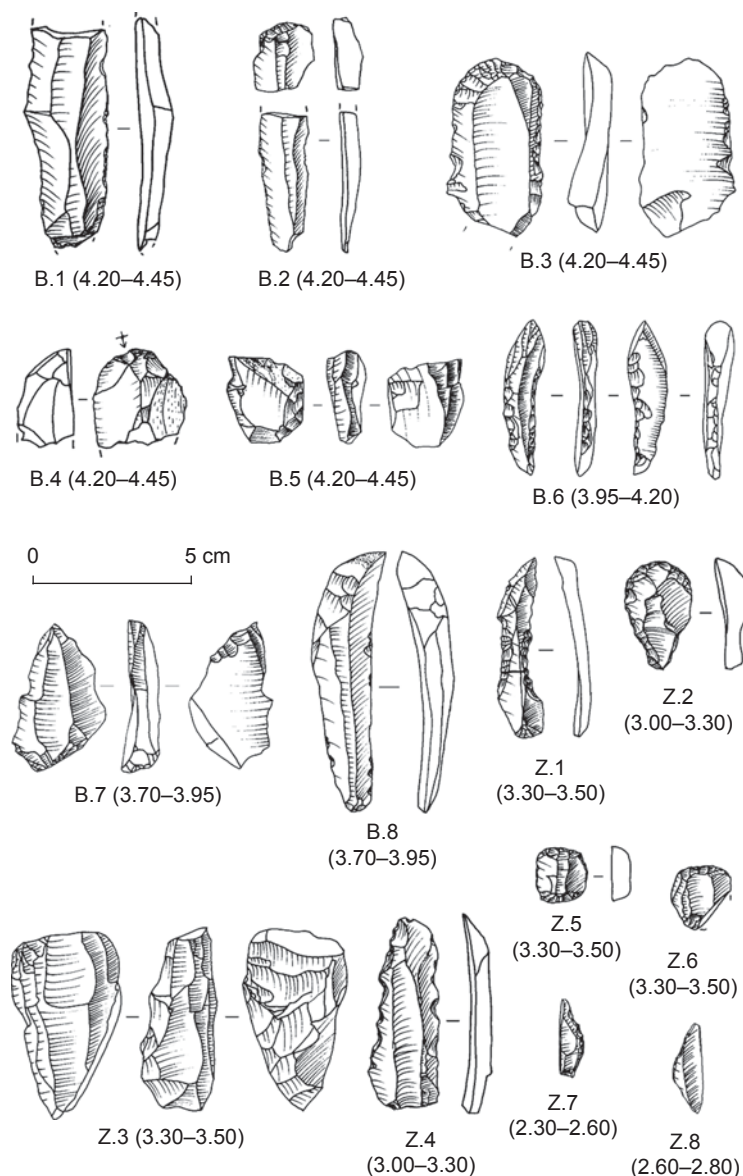 B.1 (4.20–4.45)
B.2 (4.20–4.45)
B.3 (4.20–4.45)
B.4 (4.20–4.45)
B.5 (4.20–4.45)
B.6 (3.95–4.20)
0 5 cm
B.7 (3.70–3.95)
B.8
(3.70–3.95)
Z.1
(3.30–3.50)
Z.2
(3.00–3.30)
Z.3 (3.30–3.50)
Z.4
(3.00–3.30)
Z.5
(3.30–3.50)
Z.6
(3.30–3.50)
Z.7
(2.30–2.60)
Z.8
(2.60–2.80)